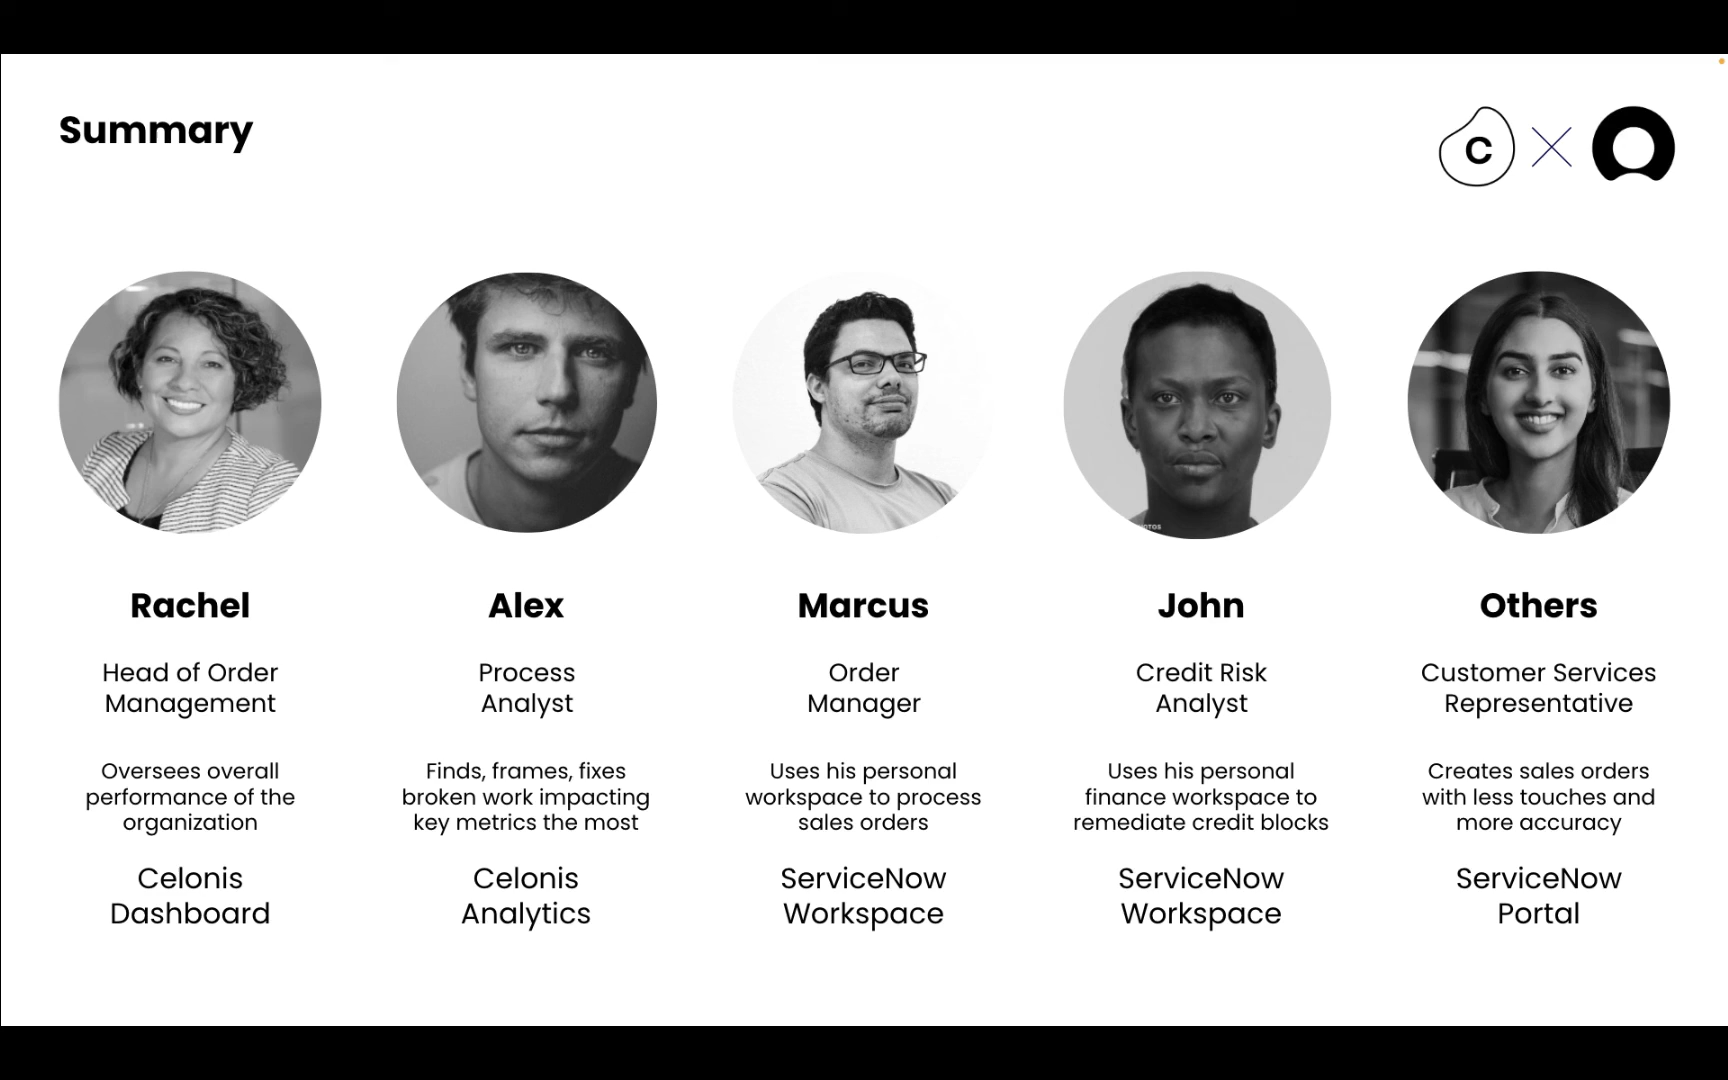 Summary
C
Rachel
Head of Order
Management
Oversees overall
performance of the
organization
Celonis
Dashboard
Alex
Process
Analyst
Finds, frames, fixes
broken work impacting
key metrics the most
Celonis
Analytics
Marcus
Order
Manager
Uses his personal
workspace to process
sales orders
ServiceNow
Workspace
John
Credit Risk
Analyst
Uses his personal
finance workspace to
remediate credit blocks
ServiceNow
Workspace
Others
Customer Services
Representative
Creates sales orders
with less touches and
more accuracy
ServiceNow
Portal